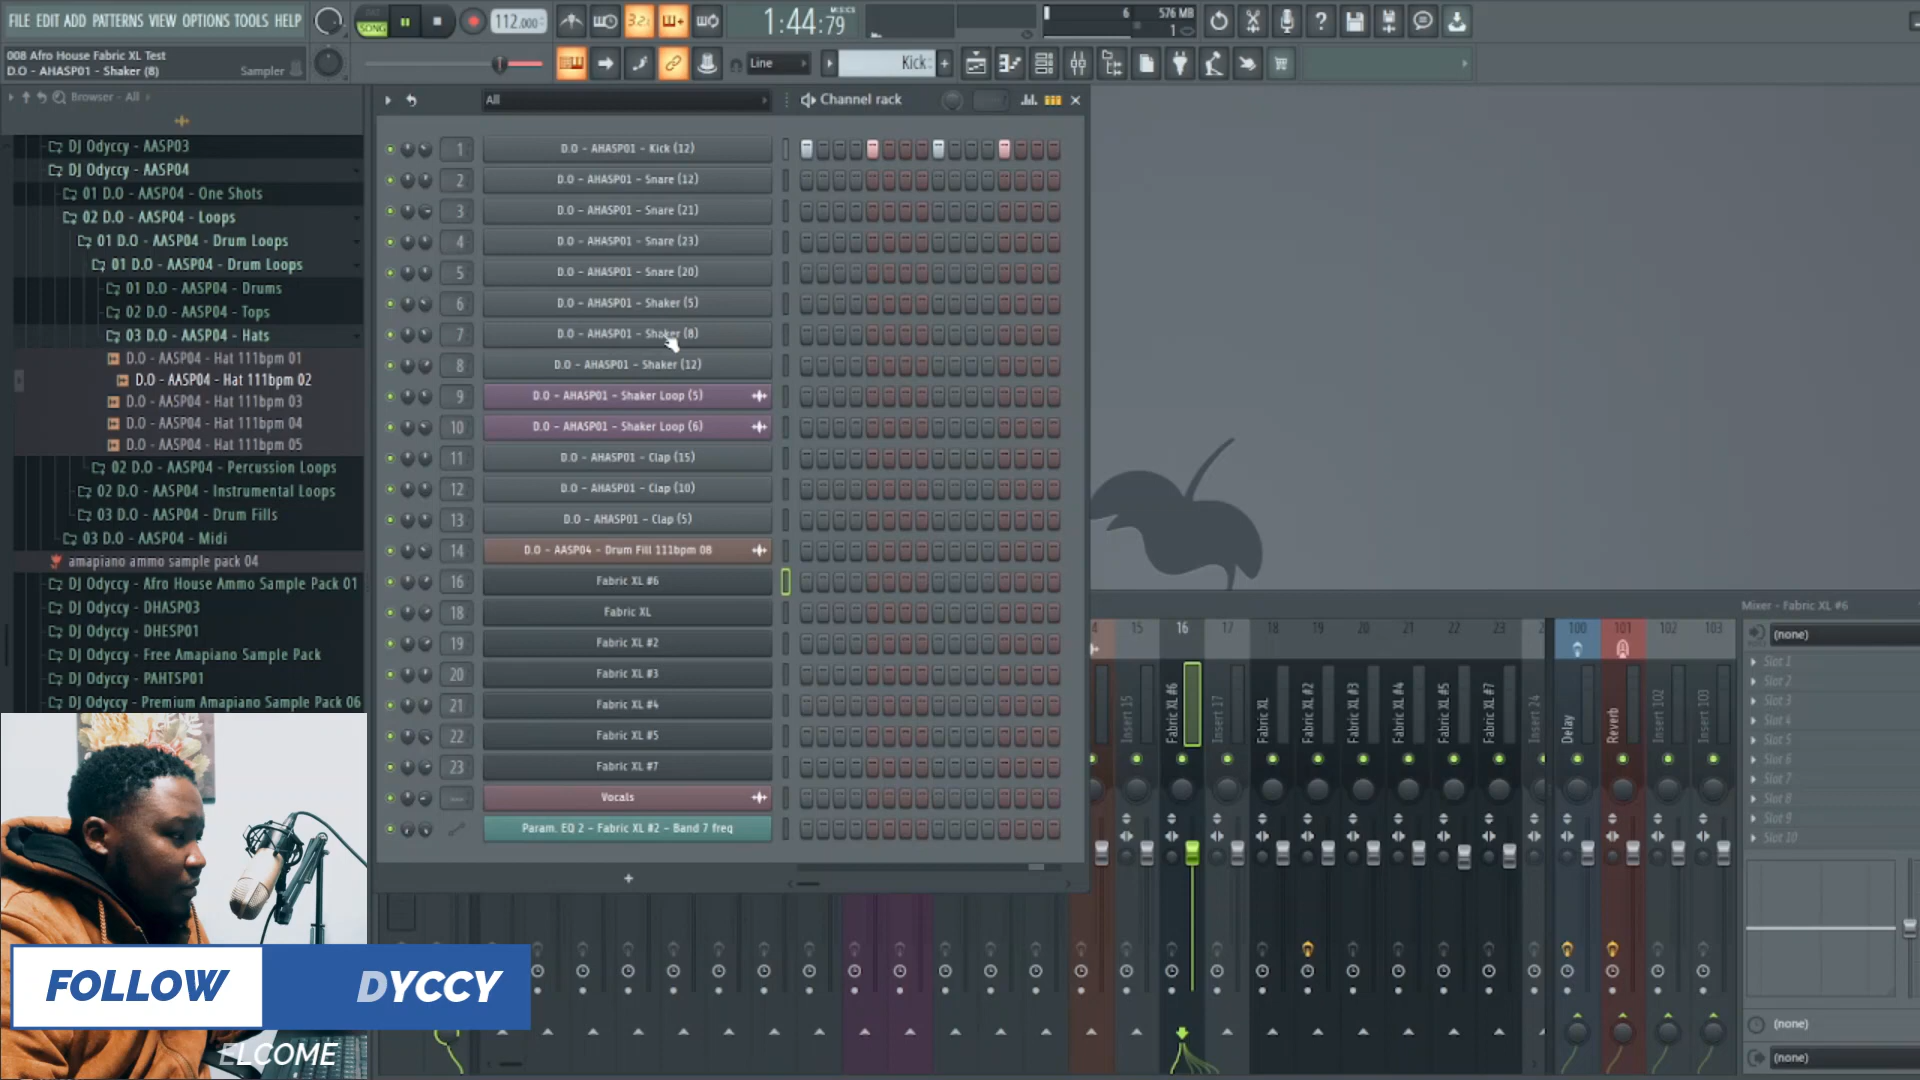 FILE EDIT ADD PATTERNS VIEW OPTIONS TOOLS HELP
PAT
SONG
112.000
3.2.
M:S:CS
1:44:79
6
576 MB
1
008 Afro House Fabric XL Test
D.O - AHASP01 - Shaker (8)
Sampler
Line
Kick
Browser - All
All
Channel rack
DJ Odyccy - AASP03
DJ Odyccy - AASP04
01 D.O - AASP04 - One Shots
02 D.O - AASP04 - Loops
01 D.O - AASP04 - Drum Loops
01 D.O - AASP04 - Drum Loops
01 D.O - AASP04 - Drums
02 D.O - AASP04 - Tops
03 D.O - AASP04 - Hats
D.O - AASP04 - Hat 111bpm 01
D.O - AASP04 - Hat 111bpm 02
D.O - AASP04 - Hat 111bpm 03
D.O - AASP04 - Hat 111bpm 04
D.O - AASP04 - Hat 111bpm 05
02 D.O - AASP04 - Percussion Loops
02 D.O - AASP04 - Instrumental Loops
03 D.O - AASP04 - Drum Fills
03 D.O - AASP04 - Midi
amapiano ammo sample pack 04
DJ Odyccy - Afro House Ammo Sample Pack 01
DJ Odyccy - DHASP03
DJ Odyccy - DHESP01
DJ Odyccy - Free Amapiano Sample Pack
DJ Odyccy - PAHTSP01
DJ Odyccy - Premium Amapiano Sample Pack 06
1 D.O - AHASP01 - Kick (12)
2 D.O - AHASP01 - Snare (12)
3 D.O - AHASP01 - Snare (21)
4 D.O - AHASP01 - Snare (23)
5 D.O - AHASP01 - Snare (20)
6 D.O - AHASP01 - Shaker (5)
7 D.O - AHASP01 - Shaker (8)
8 D.O - AHASP01 - Shaker (12)
9 D.O - AHASP01 - Shaker Loop (5)
10 D.O - AHASP01 - Shaker Loop (6)
11 D.O - AHASP01 - Clap (15)
12 D.O - AHASP01 - Clap (10)
13 D.O - AHASP01 - Clap (5)
14 D.O - AASP04 - Drum Fill 111bpm 08
16 Fabric XL #6
18 Fabric XL
19 Fabric XL #2
20 Fabric XL #3
21 Fabric XL #4
22 Fabric XL #5
23 Fabric XL #7
--- Vocals
Param. EQ 2 - Fabric XL #2 - Band 7 freq
Mixer - Fabric XL #6
4 15 16 17 18 19 20 21 22 23 2 100 101 102 103
Insert 15
Fabric XL #6
Insert 17
Fabric XL
Fabric XL #2
Fabric XL #3
Fabric XL #4
Fabric XL #5
Fabric XL #7
Insert 24
Delay
Reverb
Insert 102
Insert 103
(none)
Slot 1
Slot 2
Slot 3
Slot 4
Slot 5
Slot 6
Slot 7
Slot 8
Slot 9
Slot 10
(none)
(none)
FOLLOW
DYCCY
ELCOME